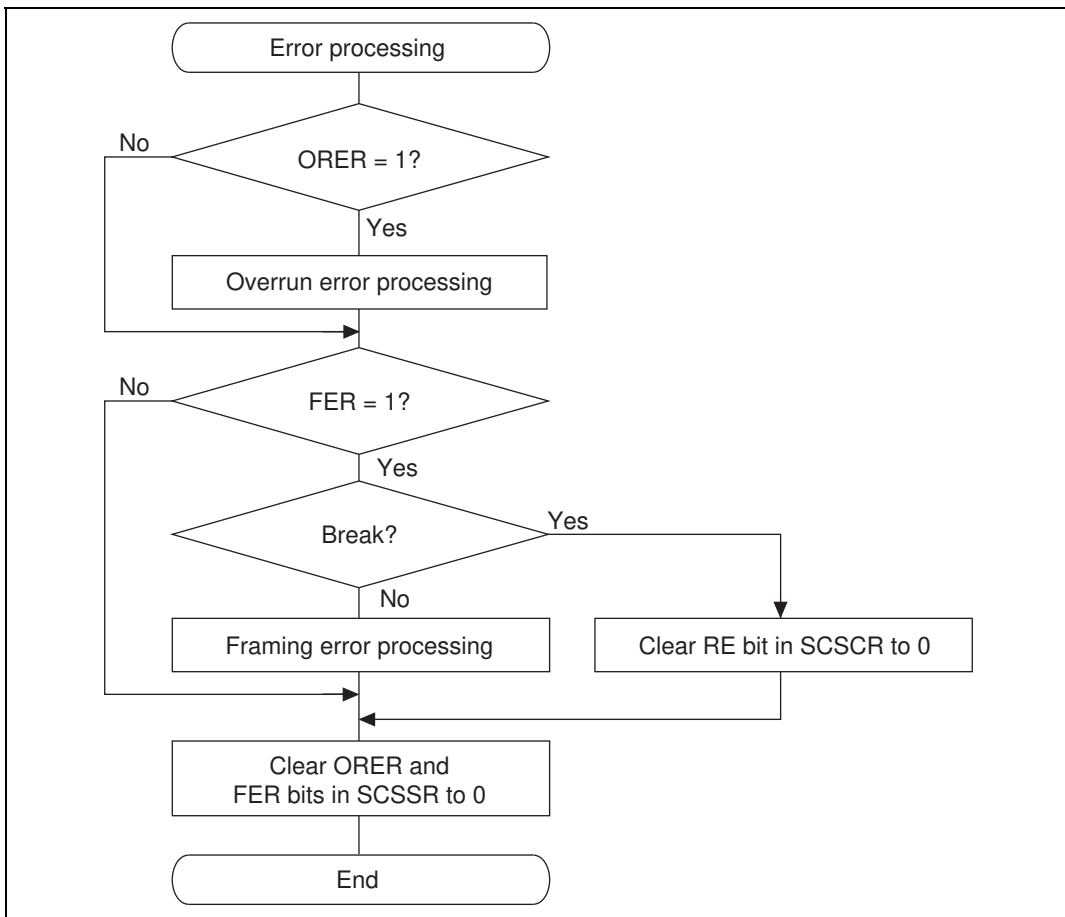 Error processing
No
ORER = 1?
Yes
Overrun error processing
No
FER = 1?
Yes
Break?
Yes
No
Framing error processing
Clear RE bit in SCSCR to 0
Clear ORER and
FER bits in SCSSR to 0
End